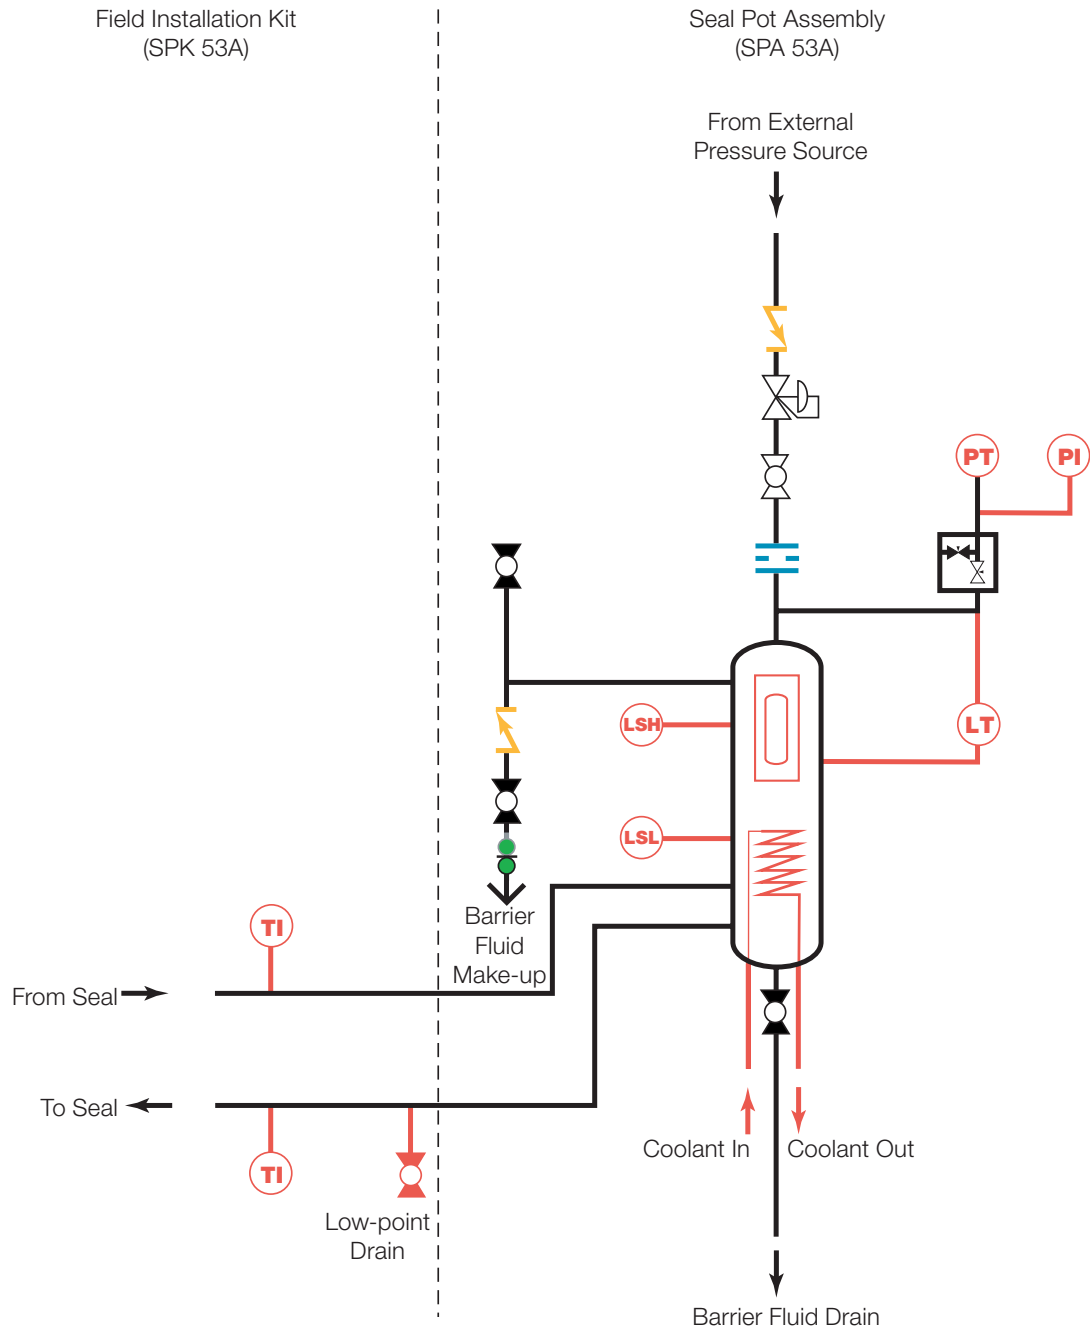 Field Installation Kit
(SPK 53A)
Seal Pot Assembly
(SPA 53A)
From External
Pressure Source
PT
PI
LSH
LT
LSL
Barrier
Fluid
Make-up
TI
From Seal
To Seal
TI
Low-point
Drain
Coolant In
Coolant Out
Barrier Fluid Drain